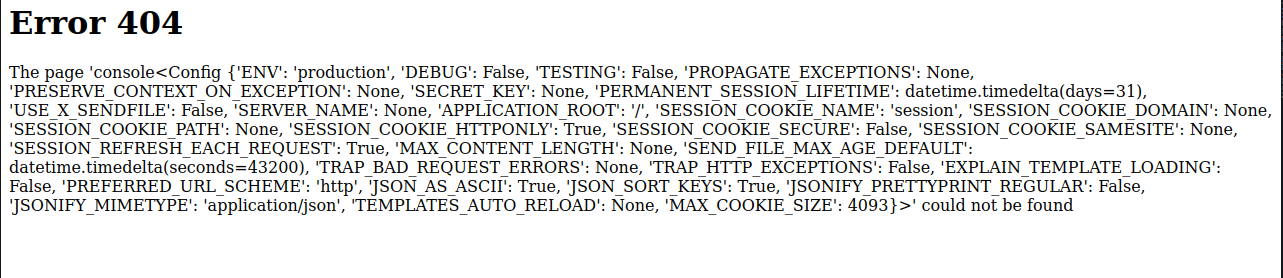 Error 404
The page 'console<Config {'ENV': 'production', 'DEBUG': False, 'TESTING': False, 'PROPAGATE_EXCEPTIONS': None,
'PRESERVE_CONTEXT_ON_EXCEPTION': None, 'SECRET_KEY': None, 'PERMANENT_SESSION_LIFETIME': datetime.timedelta(days=31),
'USE_X_SENDFILE': False, 'SERVER_NAME': None, 'APPLICATION_ROOT': '/', 'SESSION_COOKIE_NAME': 'session', 'SESSION_COOKIE_DOMAIN': None,
'SESSION_COOKIE_PATH': None, 'SESSION_COOKIE_HTTPONLY': True, 'SESSION_COOKIE_SECURE': False, 'SESSION_COOKIE_SAMESITE': None,
'SESSION_REFRESH_EACH_REQUEST': True, 'MAX_CONTENT_LENGTH': None, 'SEND_FILE_MAX_AGE_DEFAULT':
datetime.timedelta(seconds=43200), 'TRAP_BAD_REQUEST_ERRORS': None, 'TRAP_HTTP_EXCEPTIONS': False, 'EXPLAIN_TEMPLATE_LOADING':
False, 'PREFERRED_URL_SCHEME': 'http', 'JSON_AS_ASCII': True, 'JSON_SORT_KEYS': True, 'JSONIFY_PRETTYPRINT_REGULAR': False,
'JSONIFY_MIMETYPE': 'application/json', 'TEMPLATES_AUTO_RELOAD': None, 'MAX_COOKIE_SIZE': 4093}>' could not be found